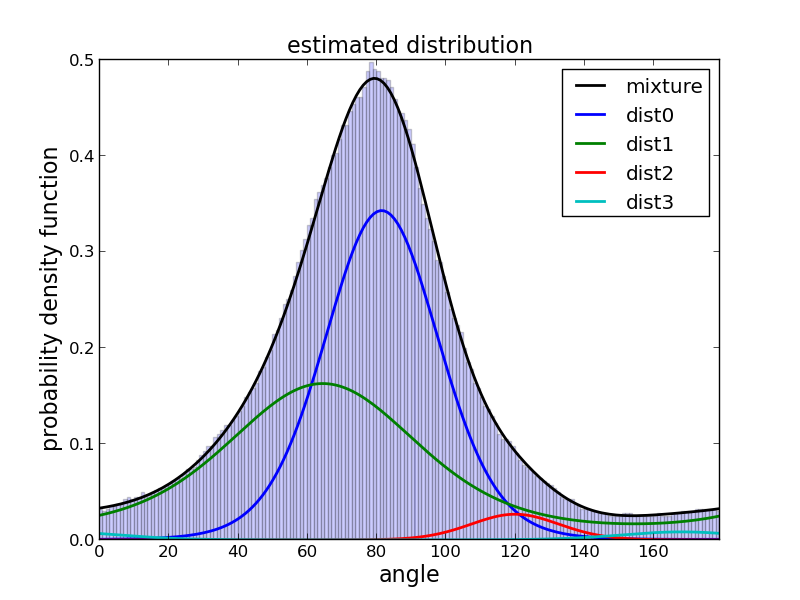 estimated distribution
0.5
0.4
0.3
0.2
0.1
0.0
probability density function
mixture
dist0
dist1
dist2
dist3
0 20 40 60 80 100 120 140 160
angle